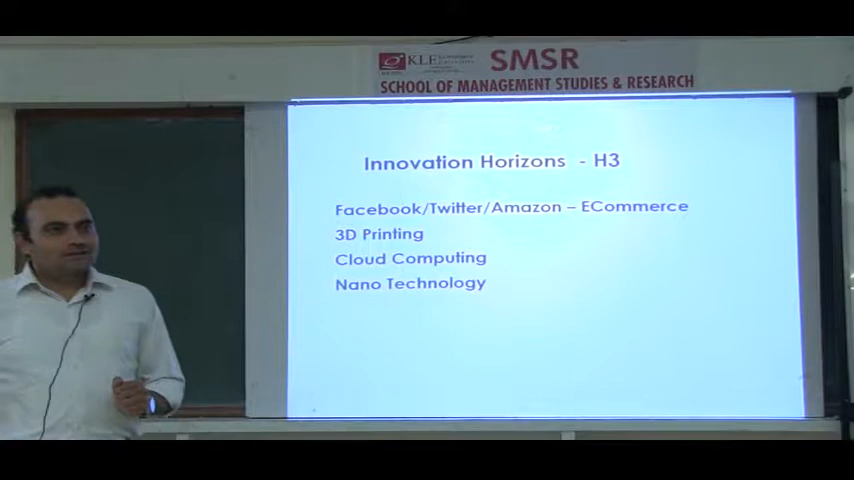 KLE
SMSR
SCHOOL OF MANAGEMENT STUDIES & RESEARCH
Innovation Horizons - H3
Facebook/Twitter/Amazon – ECommerce
3D Printing
Cloud Computing
Nano Technology